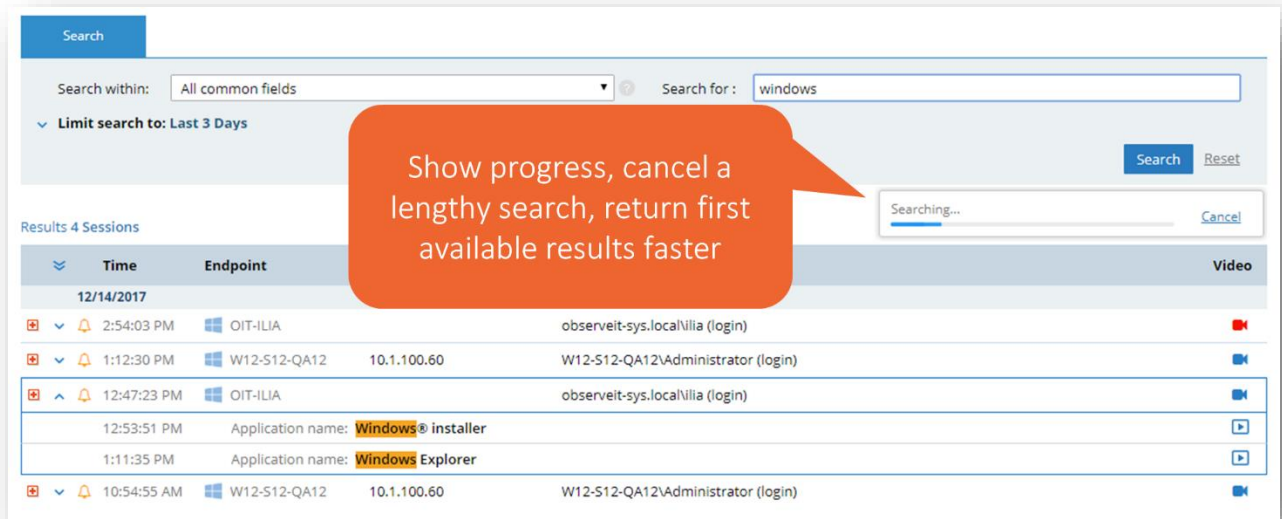 Search
Search within: All common fields ? Search for : windows
Limit search to: Last 3 Days
Show progress, cancel a
lengthy search, return first
available results faster
Search Reset
Searching... Cancel
Results 4 Sessions
Time Endpoint Video
12/14/2017
2:54:03 PM OIT-ILIA observeit-sys.local\ilia (login)
1:12:30 PM W12-S12-QA12 10.1.100.60 W12-S12-QA12\Administrator (login)
12:47:23 PM OIT-ILIA observeit-sys.local\ilia (login)
12:53:51 PM Application name: Windows® installer
1:11:35 PM Application name: Windows Explorer
10:54:55 AM W12-S12-QA12 10.1.100.60 W12-S12-QA12\Administrator (login)